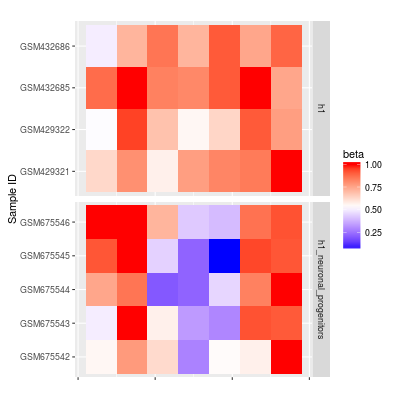 GSM432686
GSM432685
GSM429322
GSM429321
h1
GSM675546
GSM675545
GSM675544
GSM675543
GSM675542
h1_neuronal_progenitors
Sample ID
beta
1.00
0.75
0.50
0.25